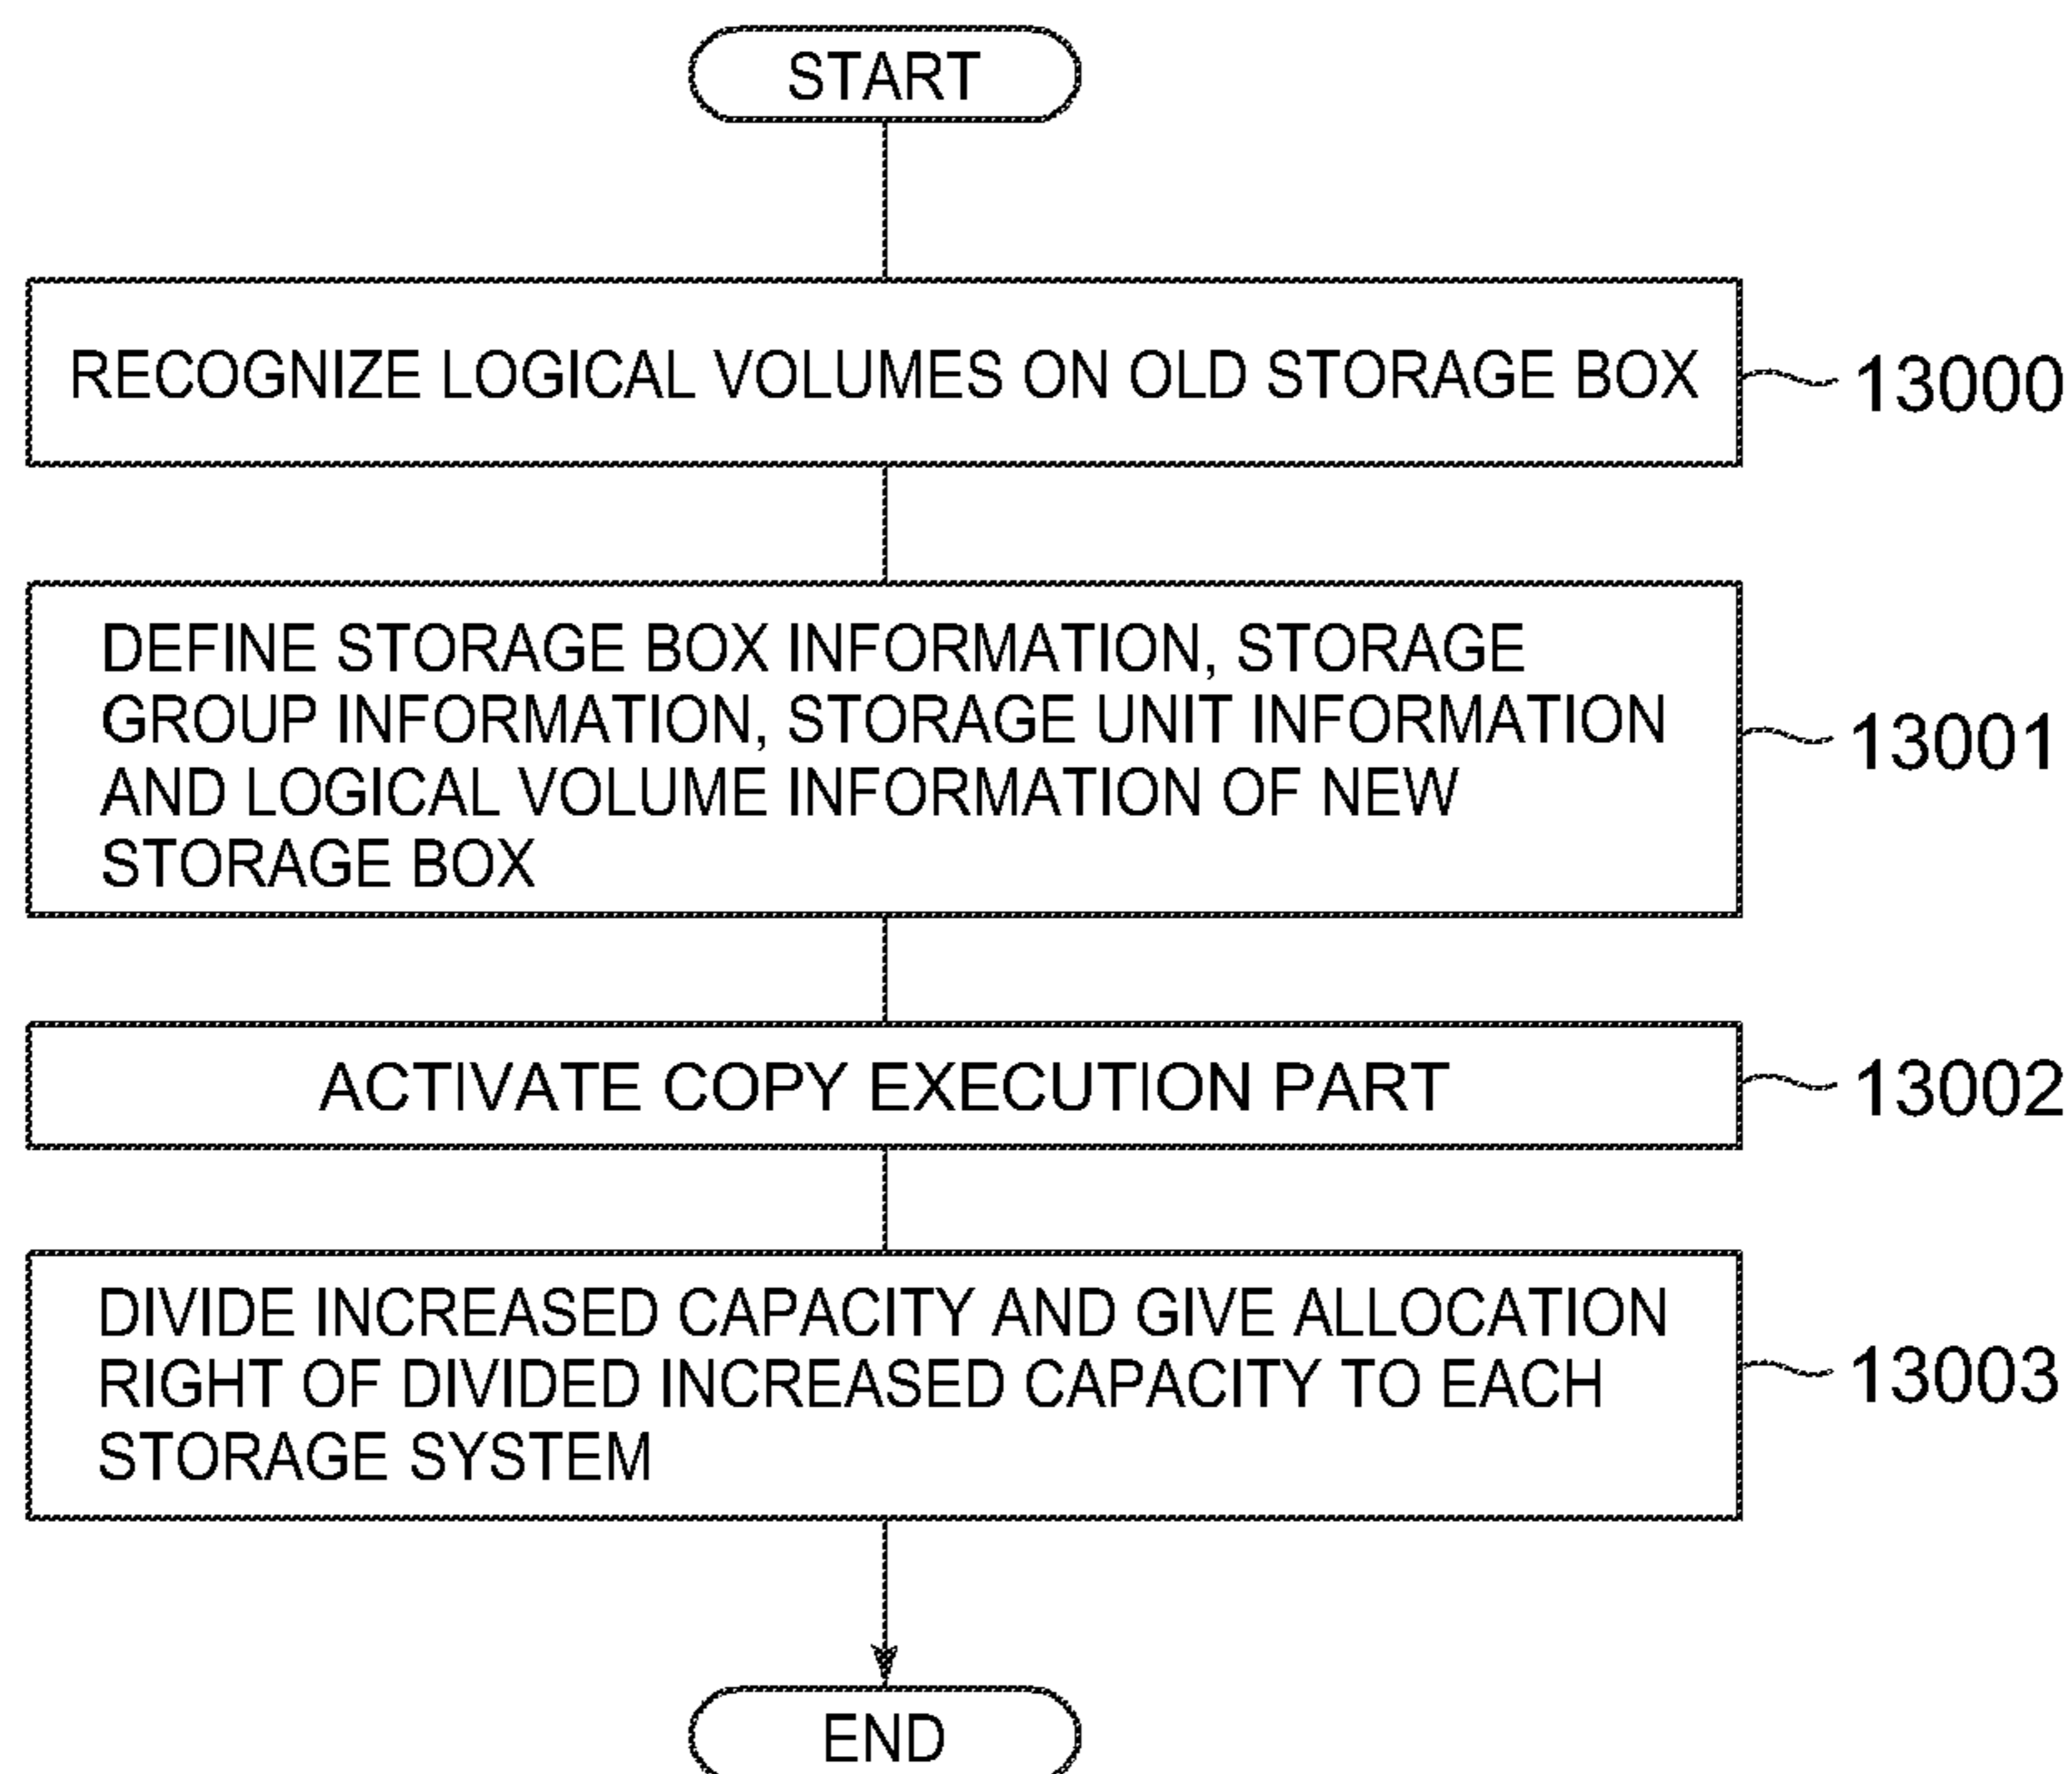 START
RECOGNIZE LOGICAL VOLUMES ON OLD STORAGE BOX
13000
DEFINE STORAGE BOX INFORMATION, STORAGE
GROUP INFORMATION, STORAGE UNIT INFORMATION
AND LOGICAL VOLUME INFORMATION OF NEW
STORAGE BOX
13001
ACTIVATE COPY EXECUTION PART
13002
DIVIDE INCREASED CAPACITY AND GIVE ALLOCATION
RIGHT OF DIVIDED INCREASED CAPACITY TO EACH
STORAGE SYSTEM
13003
END